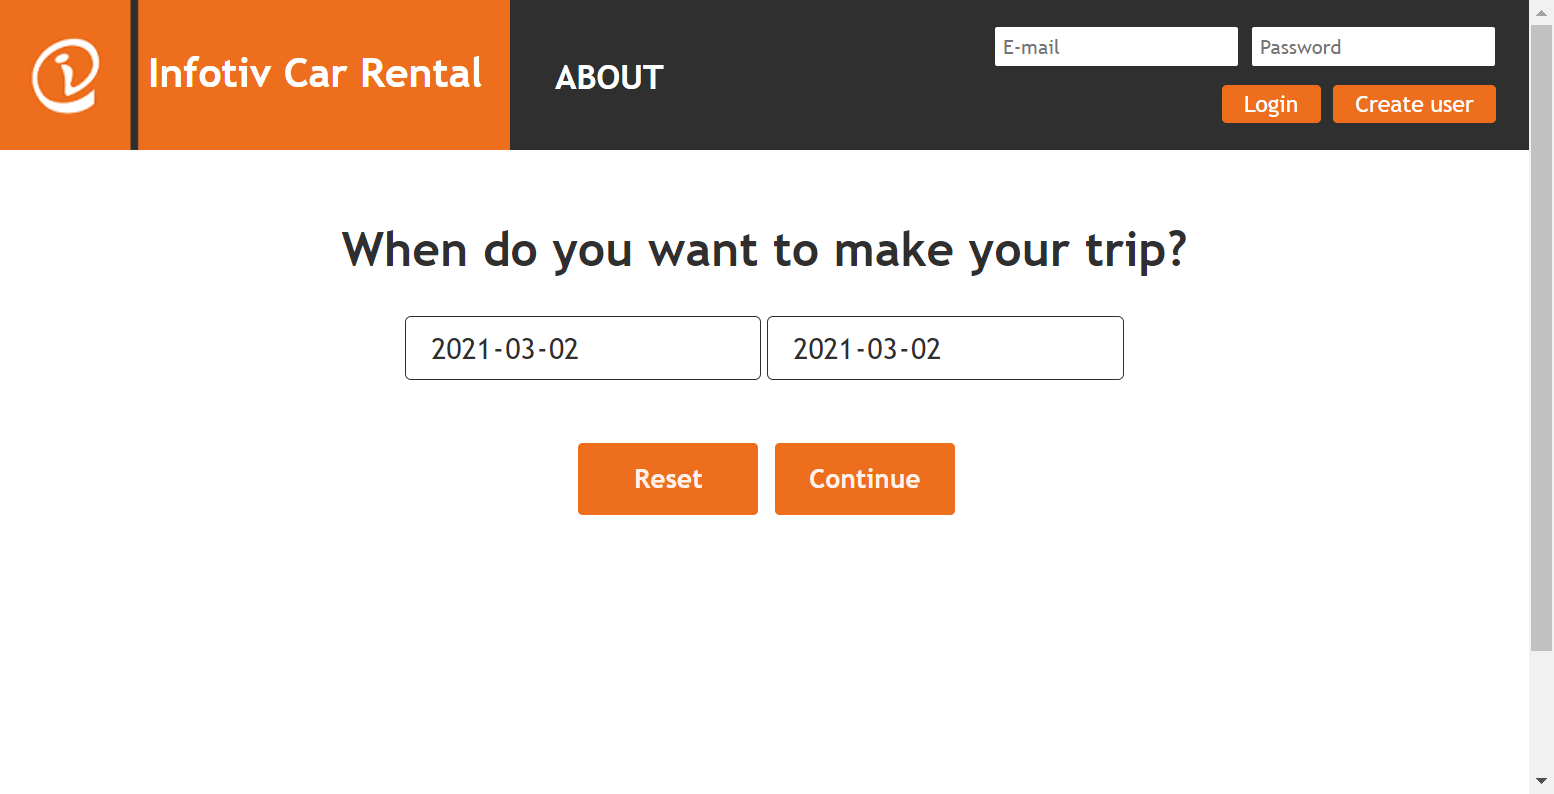 Infotiv Car Rental
ABOUT
E-mail Password
Login Create user
When do you want to make your trip?
2021-03-02 2021-03-02
Reset Continue